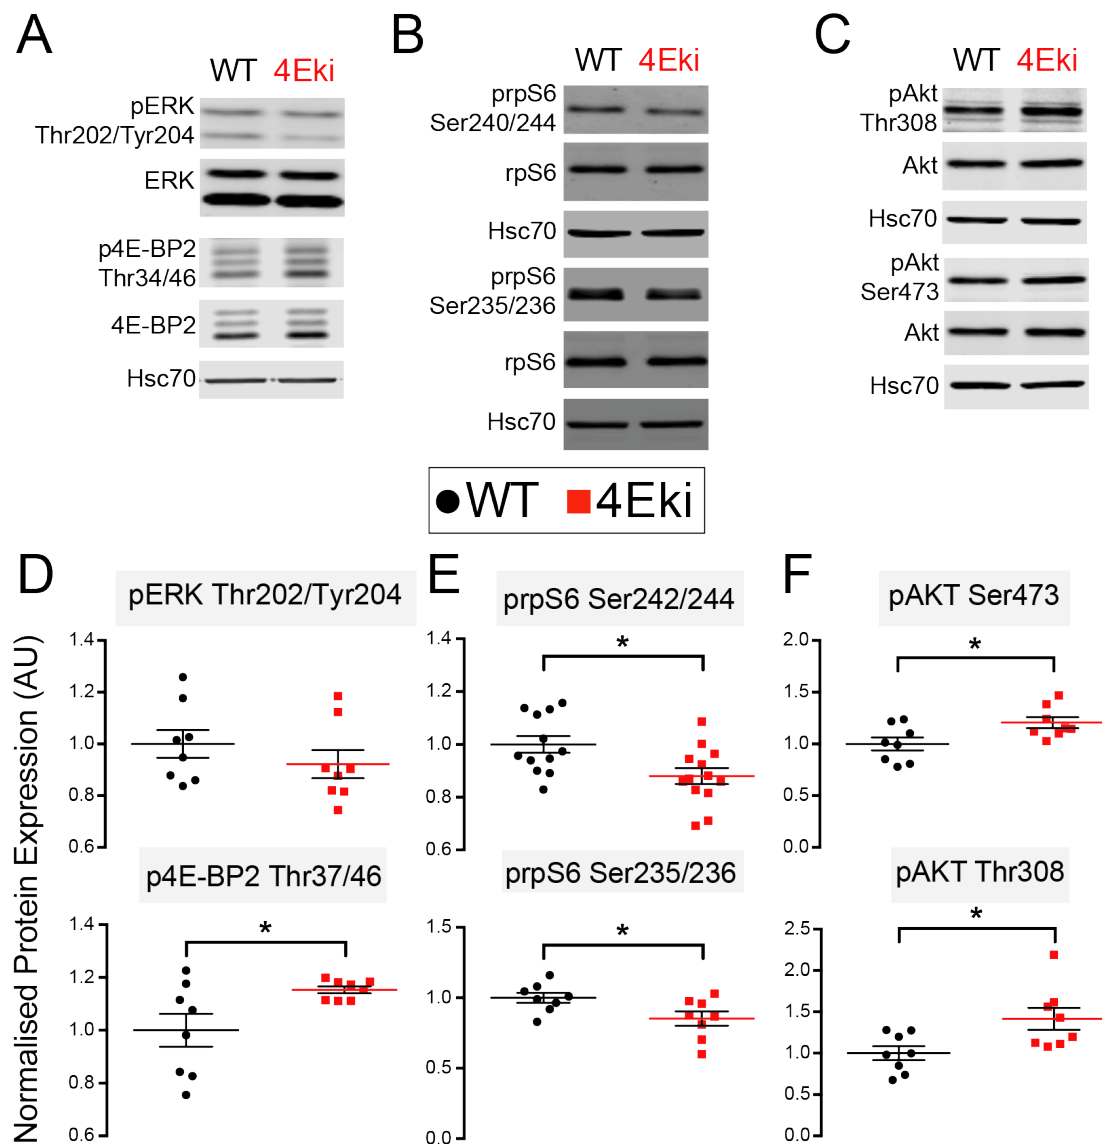 A
WT 4Eki
pERK
Thr202/Tyr204
ERK
p4E-BP2
Thr34/46
4E-BP2
Hsc70
B
WT 4Eki
prpS6
Ser240/244
rpS6
Hsc70
prpS6
Ser235/236
rpS6
Hsc70
C
WT 4Eki
pAkt
Thr308
Akt
Hsc70
pAkt
Ser473
Akt
Hsc70
WT 4Eki
Normalised Protein Expression (AU)
D
pERK Thr202/Tyr204
1.4
1.2
1.0
0.8
0.6
p4E-BP2 Thr37/46
1.4
*
1.2
1.0
0.8
0.6
E
prpS6 Ser242/244
1.4
*
1.2
1.0
0.8
0.6
prpS6 Ser235/236
1.5
*
1.0
0.5
0.0
F
pAKT Ser473
2.0
*
1.5
1.0
0.5
0.0
pAKT Thr308
2.5
*
2.0
1.5
1.0
0.5
0.0